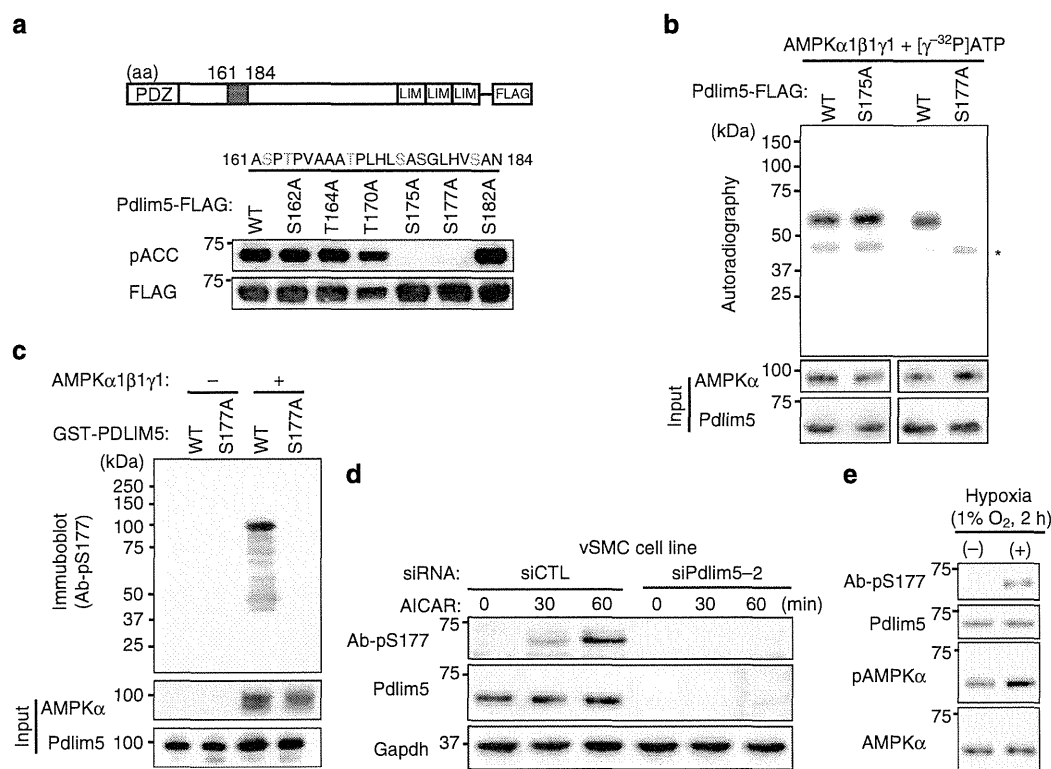 a
(aa) 161 184
PDZ LIM LIM LIM FLAG
161 ASPTPVAAATPLHLSASGLHVSAN 184
Pdlim5-FLAG: WT S162A T164A T170A S175A S177A S182A
75
pACC
75
FLAG
b
AMPKα1β1γ1 + [γ–32P]ATP
Pdlim5-FLAG: WT S175A WT S177A
(kDa)
150
100
75
50
37
25
Autoradiography
*
Input
100
AMPKα
75
Pdlim5
c
AMPKα1β1γ1: – +
GST-PDLIM5: WT S177A WT S177A
(kDa)
250
150
100
75
50
37
25
Immuboblot
(Ab-pS177)
Input
AMPKα 100
Pdlim5 100
d
vSMC cell line
siRNA: siCTL siPdlim5–2
AICAR: 0 30 60 0 30 60 (min)
75
Ab-pS177
75
Pdlim5
Gapdh 37
e
Hypoxia
(1% O2, 2 h)
(–) (+)
75
Ab-pS177
Pdlim5
75
pAMPKα
75
AMPKα